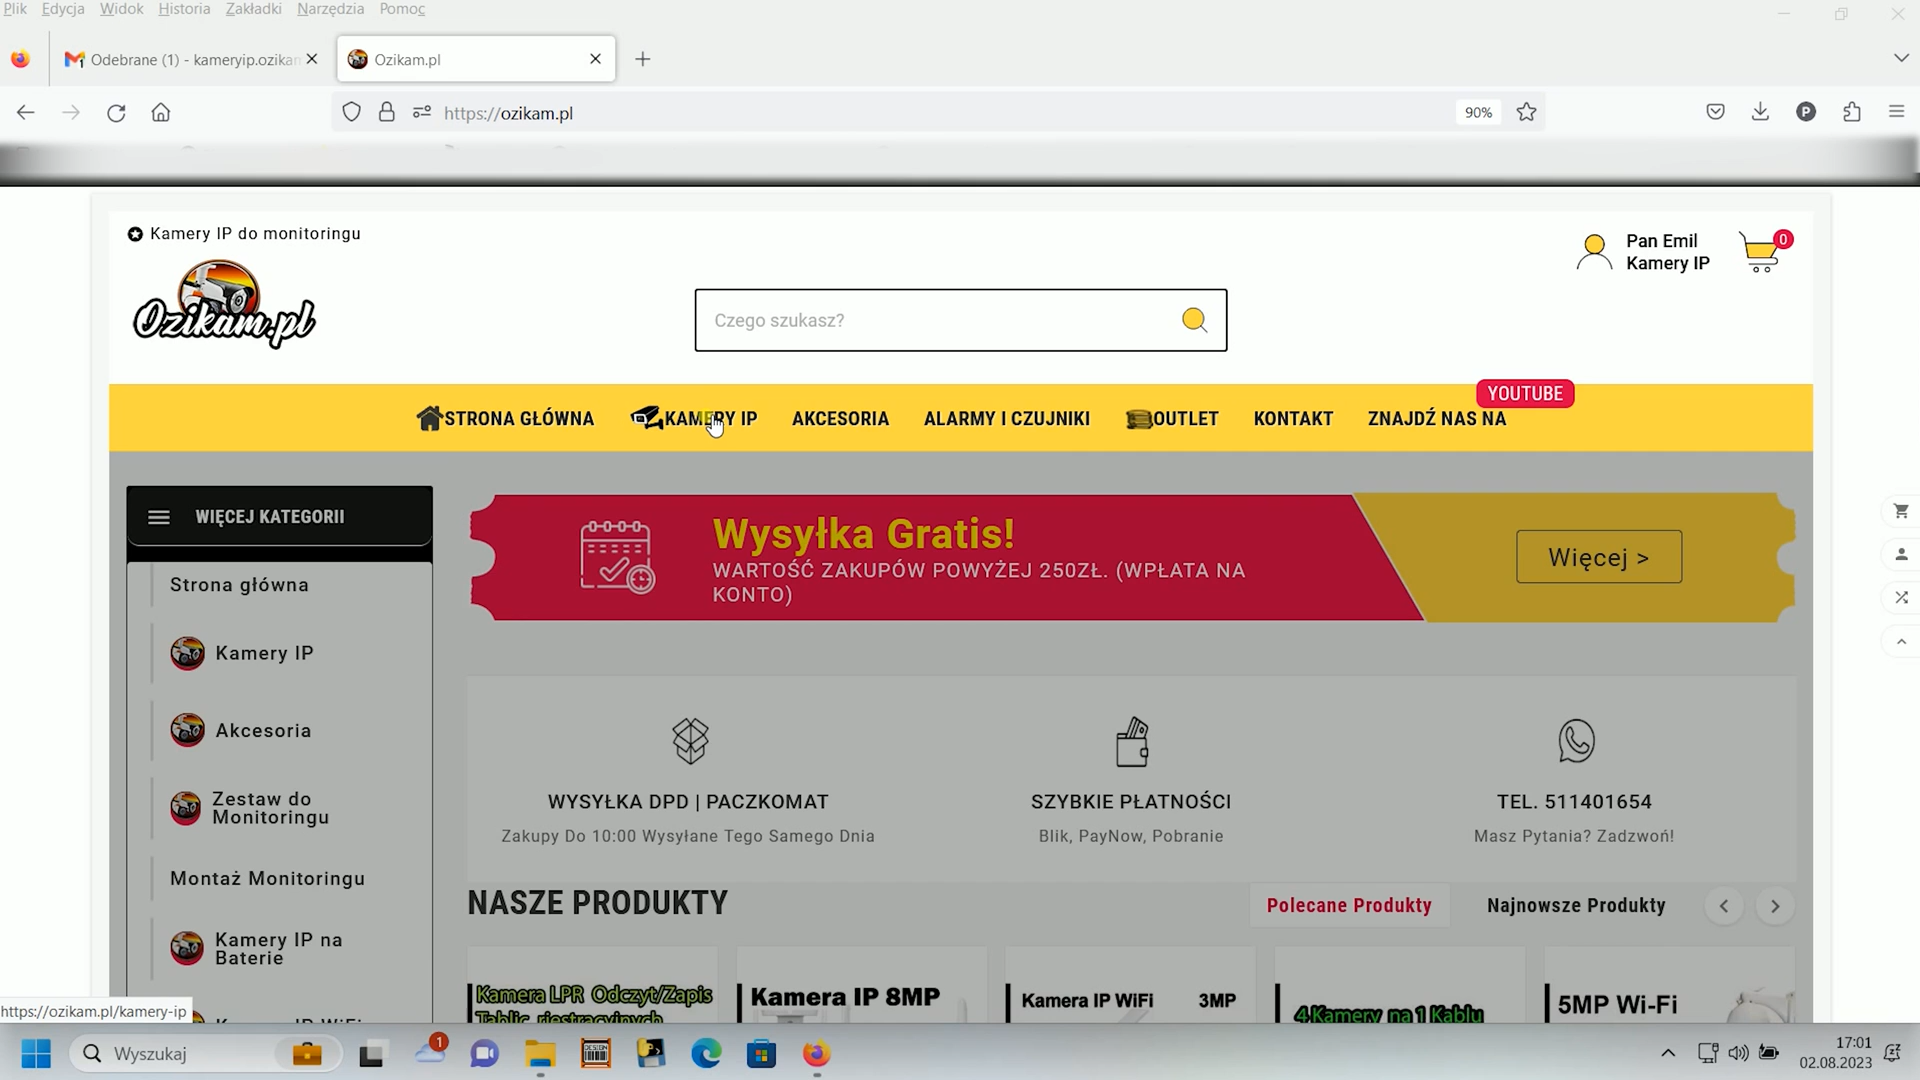 Plik Edycja Widok Historia Zakładki Narzędzia Pomoc
Odebrane (1) - kameryip.ozikam
Ozikam.pl
https://ozikam.pl
90%
P
Kamery IP do monitoringu
Ozikam.pl
Czego szukasz?
Pan Emil
Kamery IP
0
YOUTUBE
STRONA GŁÓWNA KAMERY IP AKCESORIA ALARMY I CZUJNIKI OUTLET KONTAKT ZNAJDŹ NAS NA
WIĘCEJ KATEGORII
Strona główna
Kamery IP
Akcesoria
Zestaw do
Monitoringu
Montaż Monitoringu
Kamery IP na
Baterie
Wysyłka Gratis!
WARTOŚĆ ZAKUPÓW POWYŻEJ 250ZŁ. (WPŁATA NA
KONTO)
Więcej >
WYSYŁKA DPD | PACZKOMAT
Zakupy Do 10:00 Wysyłane Tego Samego Dnia
SZYBKIE PŁATNOŚCI
Blik, PayNow, Pobranie
TEL. 511401654
Masz Pytania? Zadzwoń!
NASZE PRODUKTY
Polecane Produkty
Najnowsze Produkty
Kamera LPR Odczyt/Zapis
Tablic riestracyjnych
Kamera IP 8MP
Kamera IP WiFi 3MP
4 Kamery na 1 Kablu
5MP Wi-Fi
https://ozikam.pl/kamery-ip
Wyszukaj
1
17:01
02.08.2023